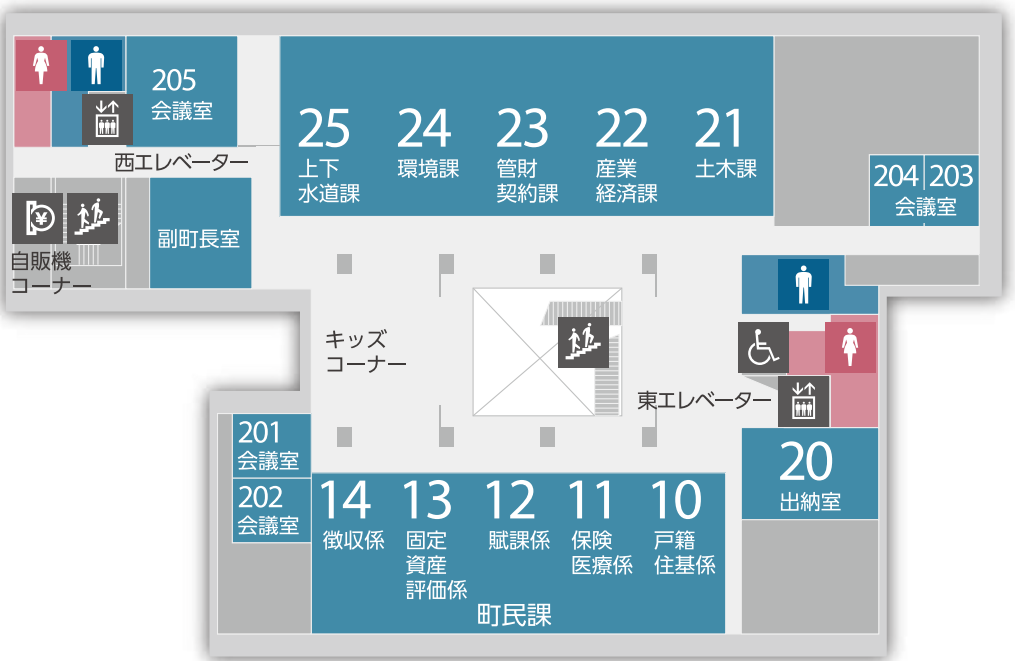 205
会議室
西エレベーター
25
上下
水道課
24
環境課
23
管財
契約課
22
産業
経済課
21
土木課
204 203
会議室
¥
自販機
コーナー
副町長室
キッズ
コーナー
東エレベーター
201
会議室
202
会議室
20
出納室
14
徴収係
13
固定
資産
評価係
12
賦課係
11
保険
医療係
10
戸籍
住基係
町民課